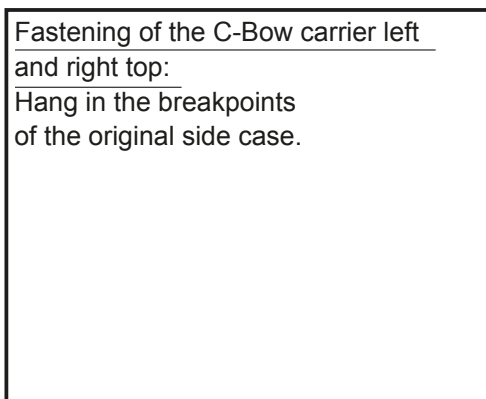 Fastening of the C-Bow carrier left
and right top:
Hang in the breakpoints
of the original side case.